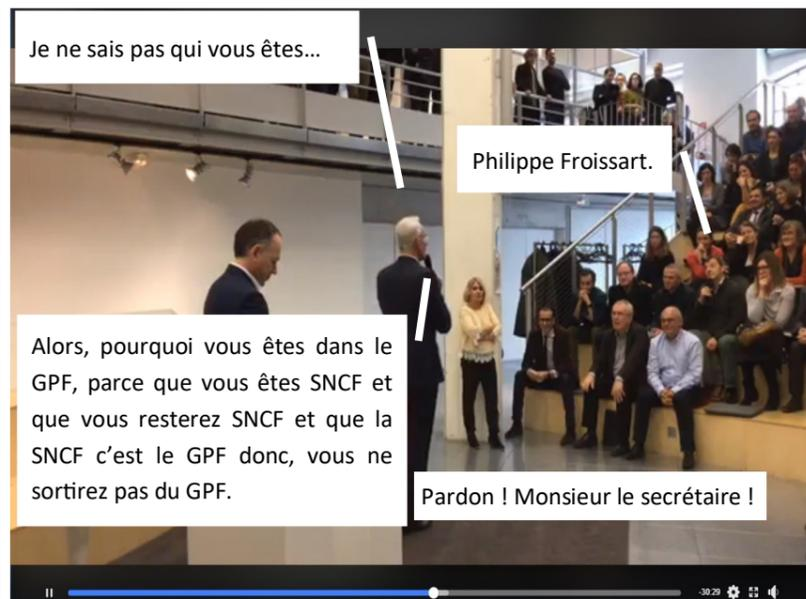 Je ne sais pas qui vous êtes…
Philippe Froissart.
Alors, pourquoi vous êtes dans le
GPF, parce que vous êtes SNCF et
que vous resterez SNCF et que la
SNCF c’est le GPF donc, vous ne
sortirez pas du GPF.
Pardon ! Monsieur le secrétaire !
-30:29